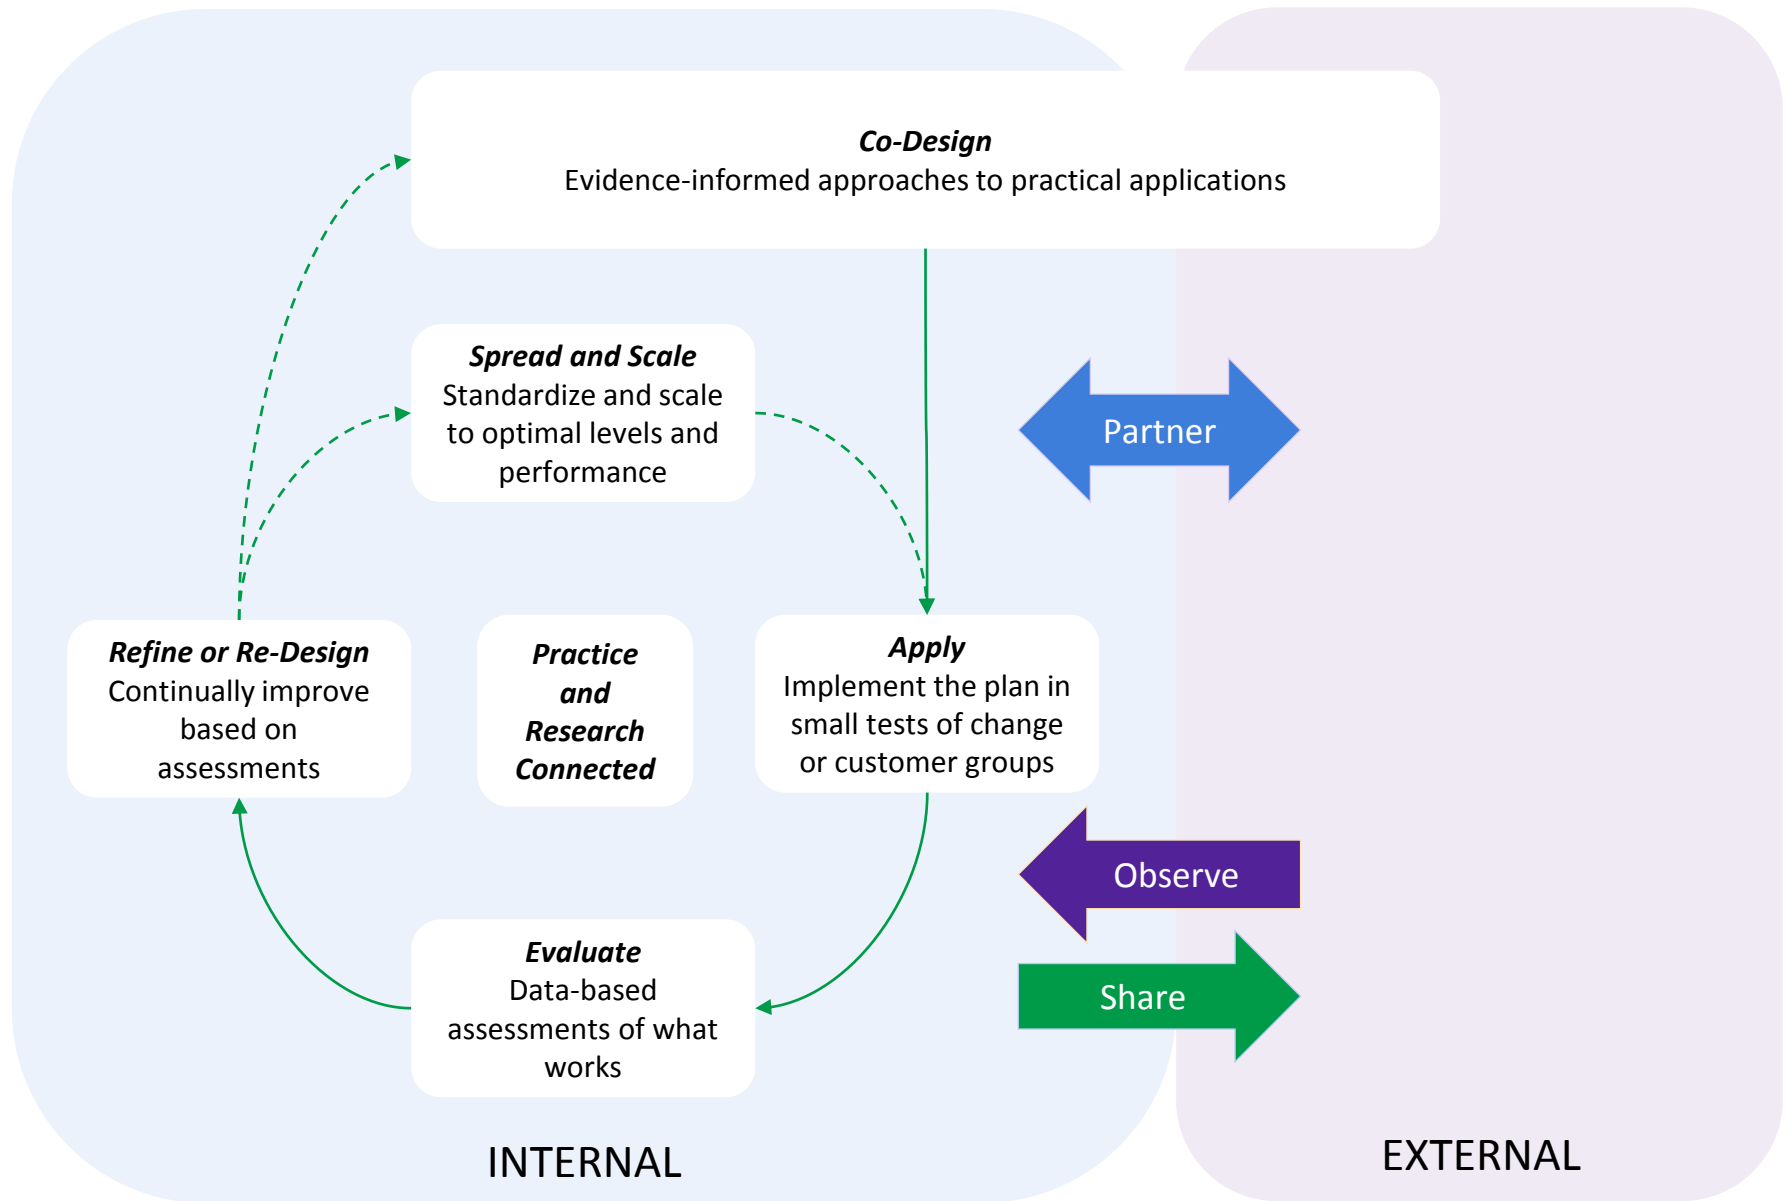 Co-Design
Evidence-informed approaches to practical applications
Spread and Scale
Standardize and scale
to optimal levels and
performance
Partner
Refine or Re-Design
Continually improve
based on
assessments
Practice
and
Research
Connected
Apply
Implement the plan in
small tests of change
or customer groups
Observe
Evaluate
Data-based
assessments of what
works
Share
INTERNAL
EXTERNAL